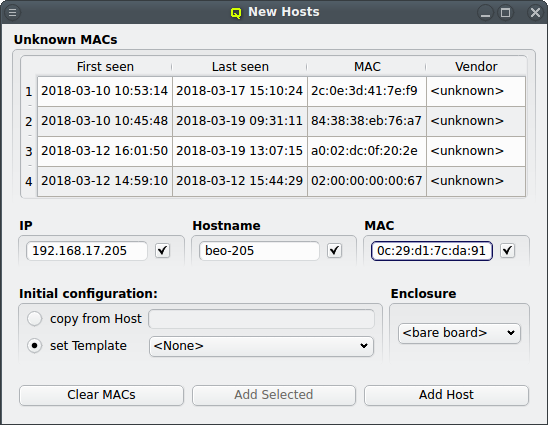 New Hosts
Unknown MACs
First seen Last seen MAC Vendor
1 2018-03-10 10:53:14 2018-03-17 15:10:24 2c:0e:3d:41:7e:f9 <unknown>
2 2018-03-10 10:45:48 2018-03-19 09:31:11 84:38:38:eb:76:a7 <unknown>
3 2018-03-12 16:01:50 2018-03-19 13:07:15 a0:02:dc:0f:20:2e <unknown>
4 2018-03-12 14:59:10 2018-03-12 15:44:29 02:00:00:00:00:67 <unknown>
IP Hostname MAC
192.168.17.205 beo-205 0c:29:d1:7c:da:91
Initial configuration: Enclosure
copy from Host
<bare board>
set Template <None>
Clear MACs Add Selected Add Host